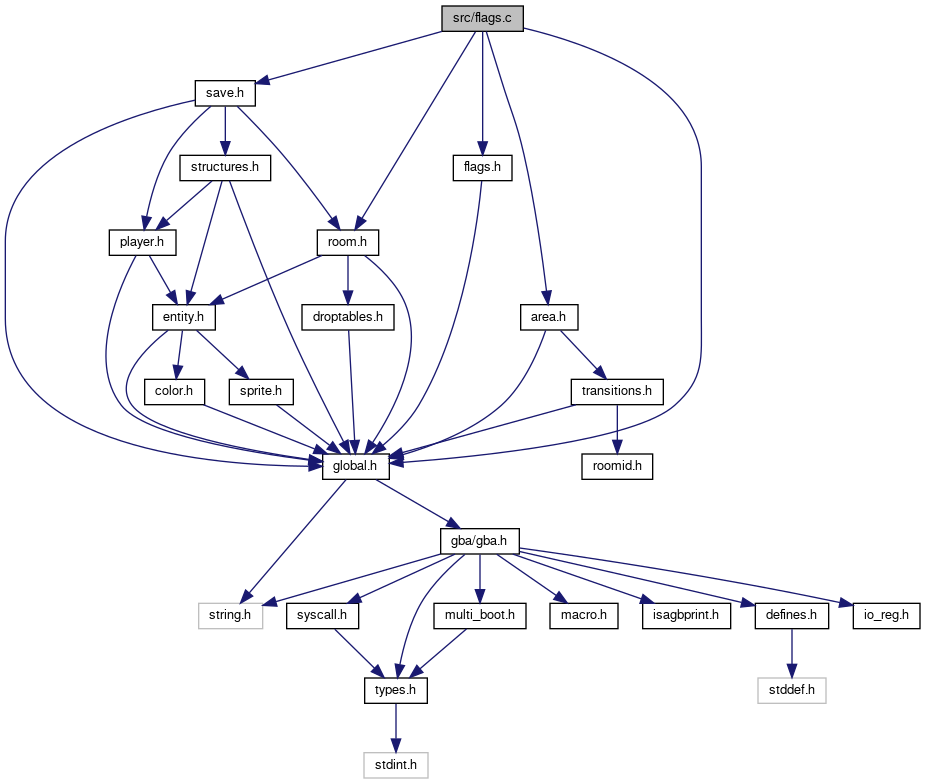 src/flags.c
save.h
structures.h
flags.h
player.h
room.h
entity.h
droptables.h
area.h
color.h
sprite.h
transitions.h
global.h
roomid.h
gba/gba.h
string.h
syscall.h
multi_boot.h
macro.h
isagbprint.h
defines.h
io_reg.h
types.h
stddef.h
stdint.h